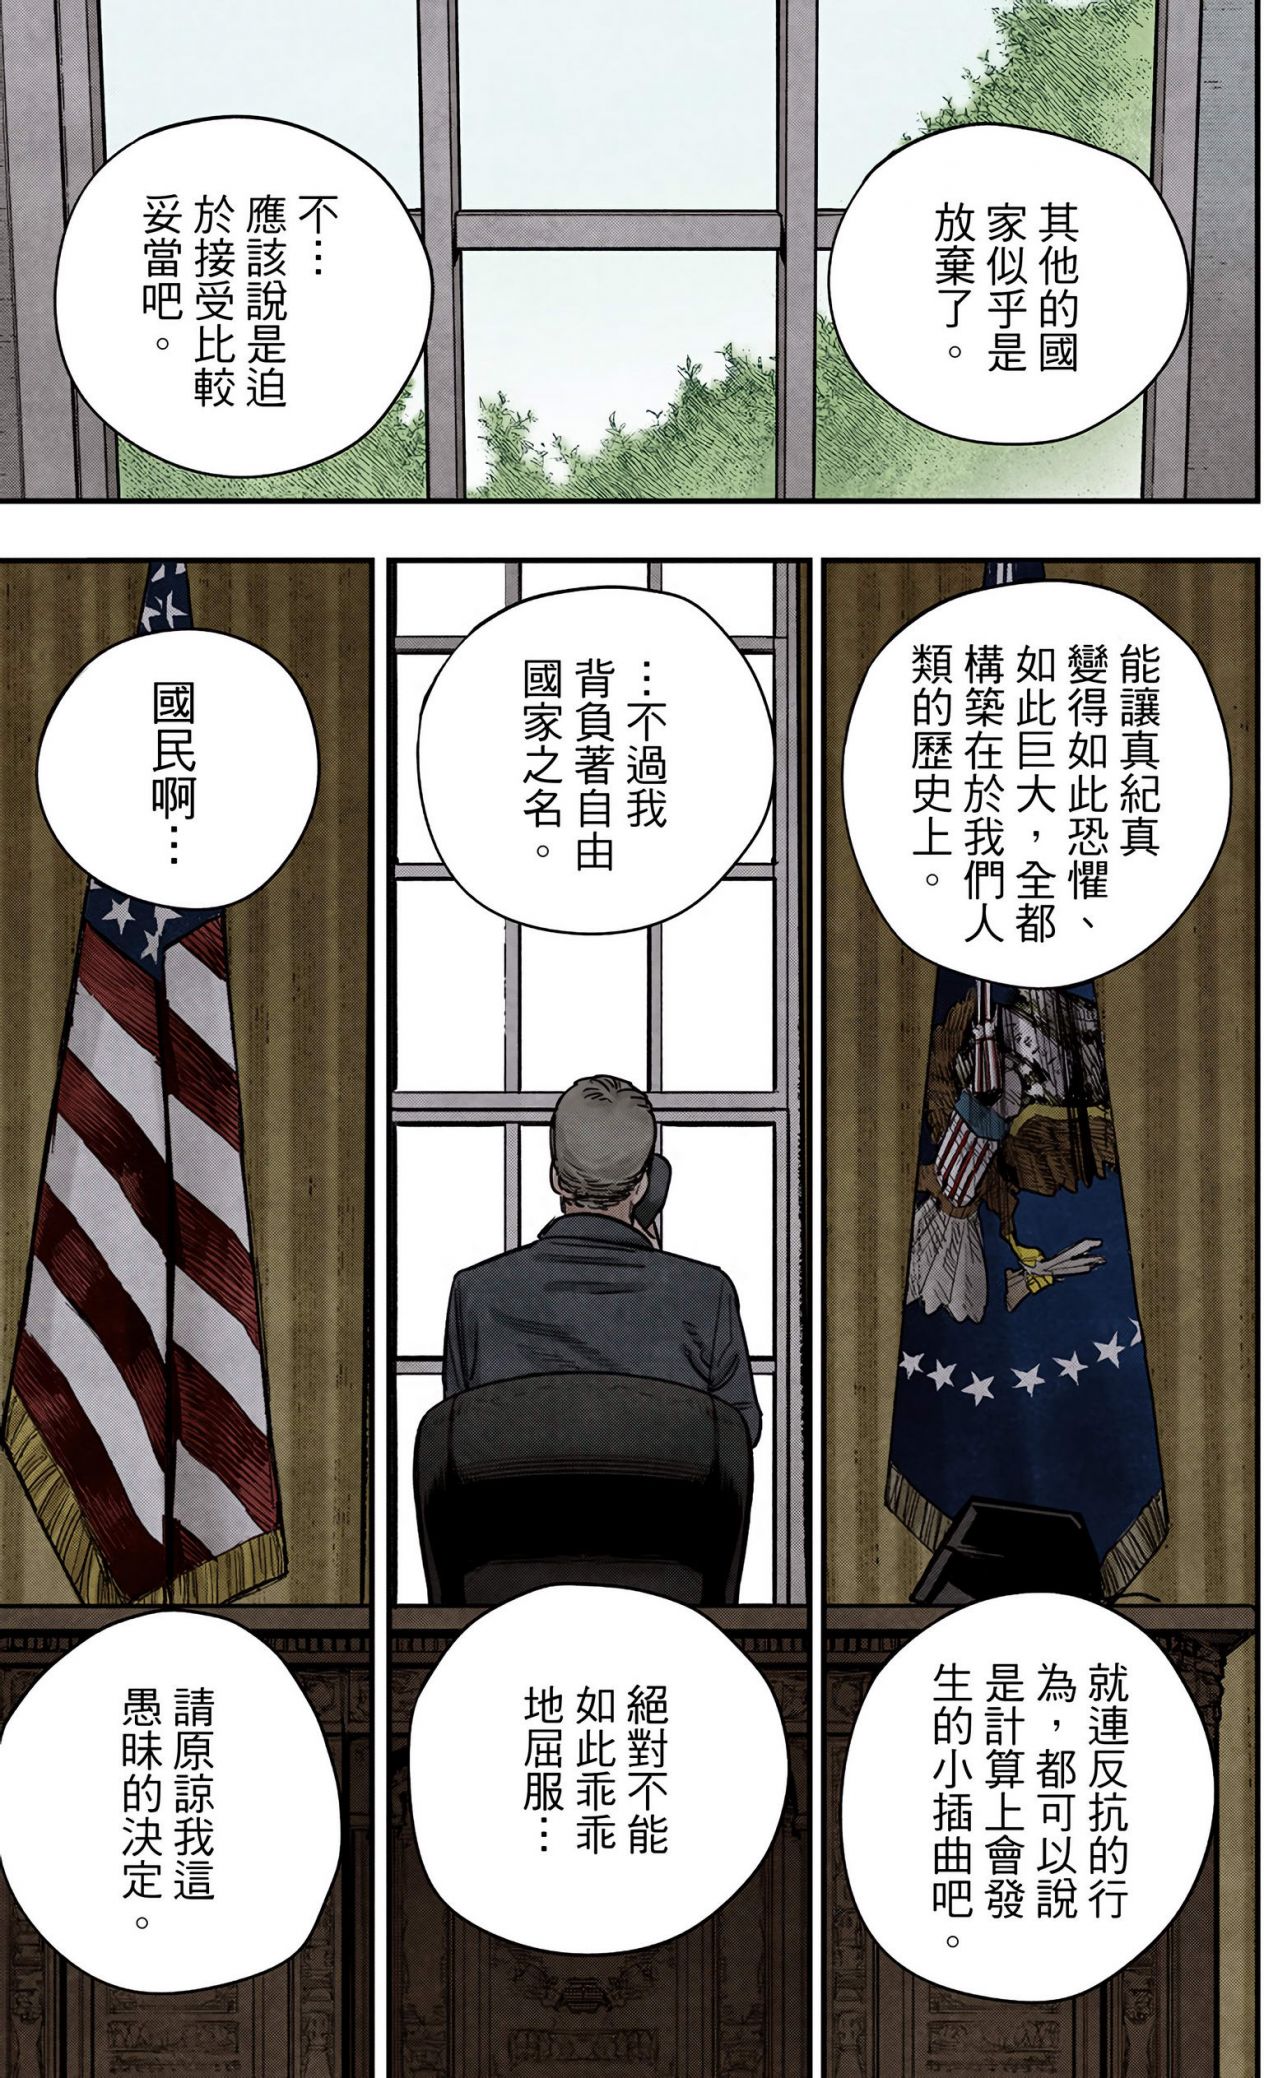 其他的國
家似乎是
放棄了。
不⋯
應該說是迫
於接受比較
妥當吧。
能讓真紀真
變得如此恐懼、
如此巨大，全都
構築在於我們人
類的歷史上。
就連反抗的行
為，都可以說
是計算上會發
生的小插曲吧。
⋯不過我
背負著自由
國家之名。
絕對不能
如此乖乖
地屈服⋯
國民啊⋯
請原諒我這
愚昧的決定。